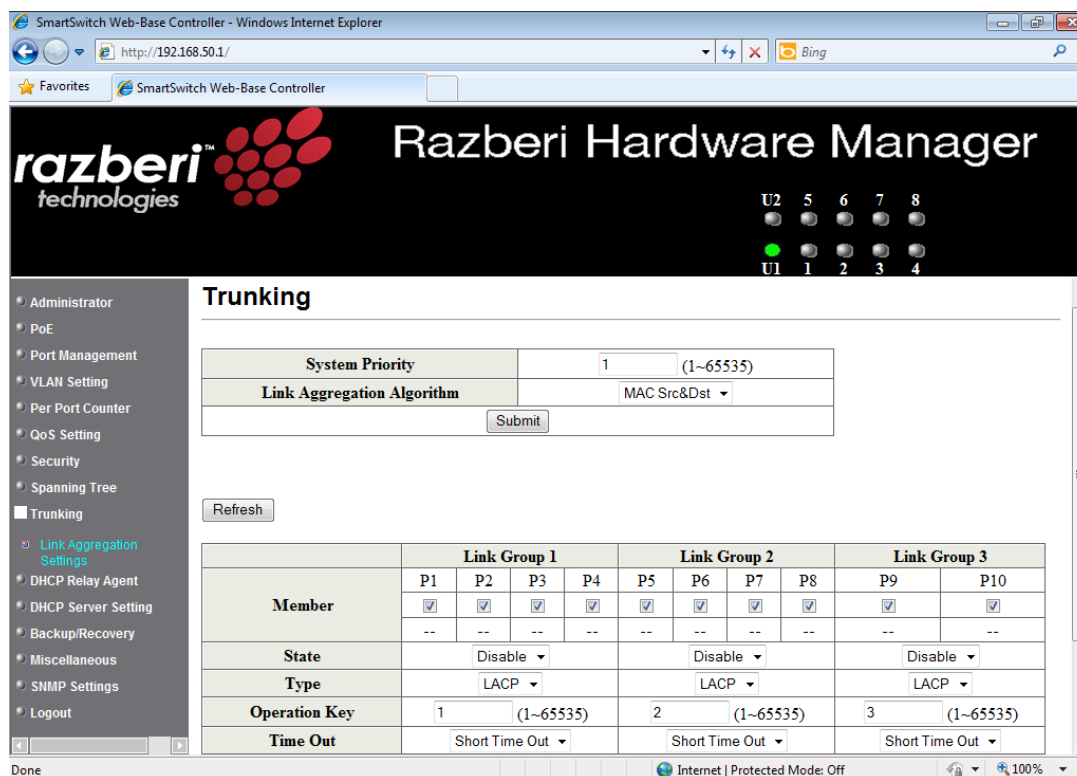 SmartSwitch Web-Base Controller - Windows Internet Explorer
http://192.168.50.1/
Bing
Favorites
SmartSwitch Web-Base Controller
razberi™
technologies
Razberi Hardware Manager
U2 5 6 7 8
U1 1 2 3 4
Administrator
PoE
Port Management
VLAN Setting
Per Port Counter
QoS Setting
Security
Spanning Tree
Trunking
Link Aggregation
Settings
DHCP Relay Agent
DHCP Server Setting
Backup/Recovery
Miscellaneous
SNMP Settings
Logout
Trunking
System Priority 1 (1~65535)
Link Aggregation Algorithm MAC Src&Dst
Submit
Refresh
Link Group 1 Link Group 2 Link Group 3
Member P1 P2 P3 P4 P5 P6 P7 P8 P9 P10
-- -- -- -- -- -- -- -- -- --
State Disable Disable Disable
Type LACP LACP LACP
Operation Key 1 (1~65535) 2 (1~65535) 3 (1~65535)
Time Out Short Time Out Short Time Out Short Time Out
Done
Internet | Protected Mode: Off
100%